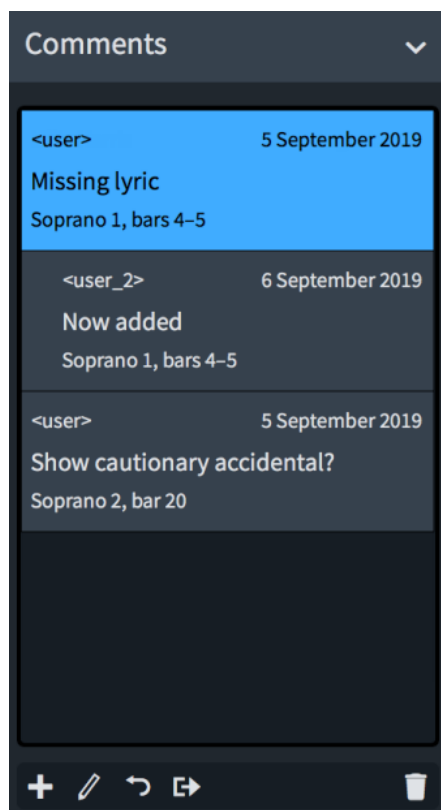 Comments
<user> 5 September 2019
Missing lyric
Soprano 1, bars 4–5
<user_2> 6 September 2019
Now added
Soprano 1, bars 4–5
<user> 5 September 2019
Show cautionary accidental?
Soprano 2, bar 20